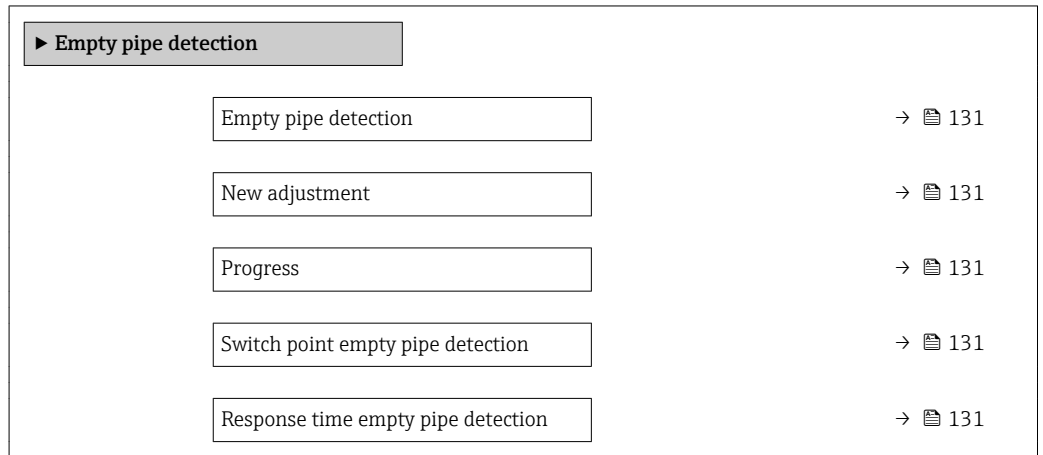 ► Empty pipe detection
Empty pipe detection → 🖺 131
New adjustment → 🖺 131
Progress → 🖺 131
Switch point empty pipe detection → 🖺 131
Response time empty pipe detection → 🖺 131